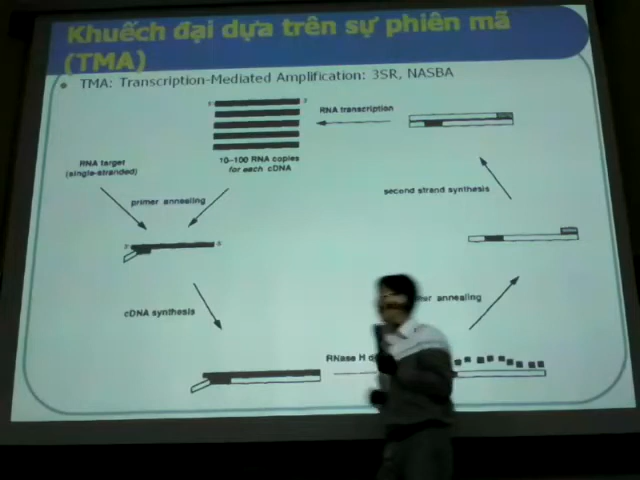 Khuếch đại dựa trên sự phiên mã
(TMA)
TMA: Transcription-Mediated Amplification: 3SR, NASBA
RNA transcription
10–100 RNA copies
for each cDNA
RNA target
(single-stranded)
primer annealing
second strand synthesis
cDNA synthesis
annealing
RNase H